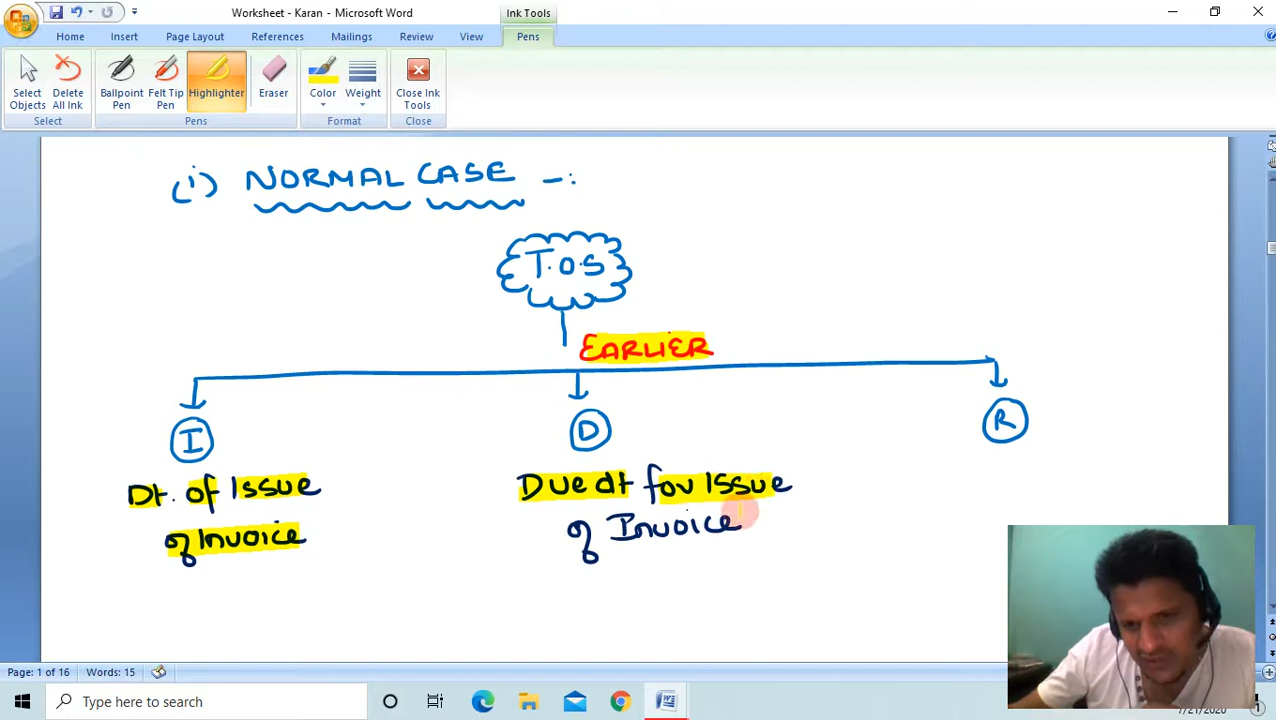 Worksheet - Karan - Microsoft Word
Ink Tools
Home Insert Page Layout References Mailings Review View Pens
Select Objects
Delete All Ink
Ballpoint Pen
Felt Tip Pen
Highlighter
Eraser
Color
Weight
Close Ink Tools
Select Pens Format Close
(i) NORMAL CASE -:
T.O.S
EARLIER
I D R
Dt. of Issue
of Invoice
Due dt for Issue
of Invoice
Page: 1 of 16 Words: 15
Type here to search
7/21/2020